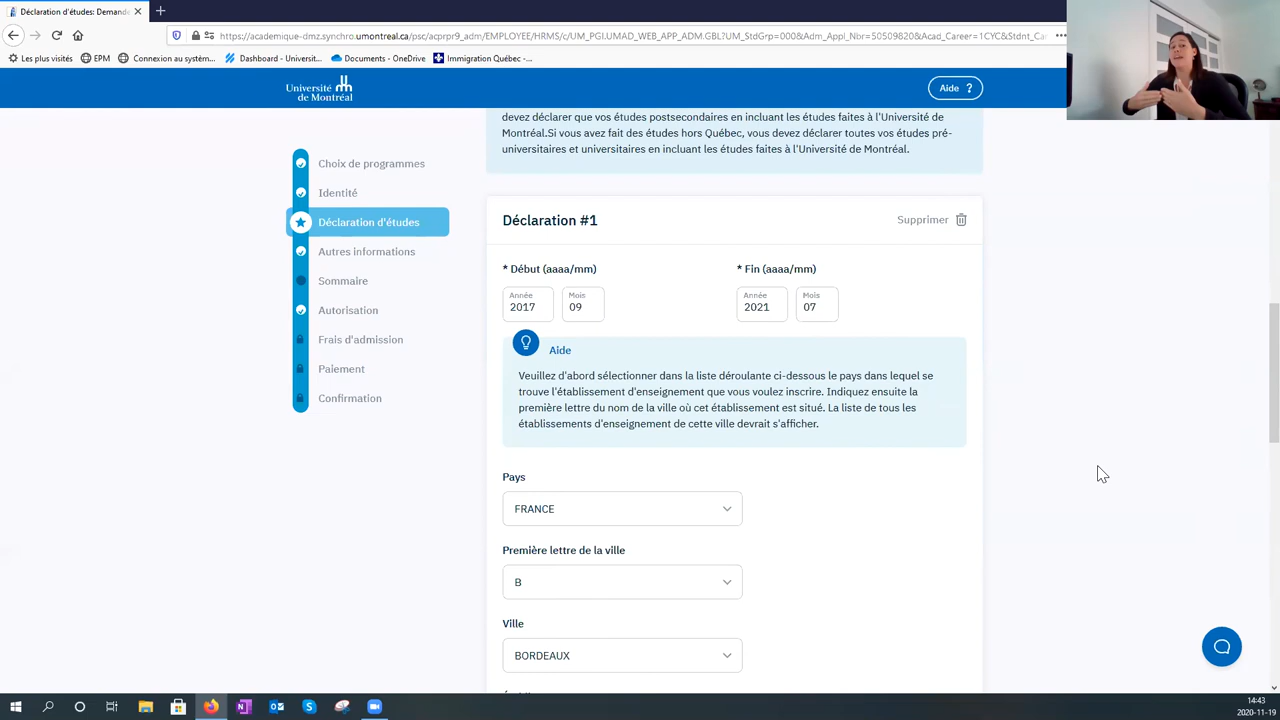 Déclaration d'études: Demande
https://academique-dmz.synchro.umontreal.ca/psc/acprpr9_adm/EMPLOYEE/HRMS/c/UM_PGI.UMAD_WEB_APP_ADM.GBL?UM_StdGrp=000&Adm_Appl_Nbr=50509820&Acad_Career=1CYC&Stdnt_Ca
Les plus visités
EPM
Connexion au systèm...
Dashboard - Universit...
Documents - OneDrive
Immigration Québec -...
Université
de Montréal
Aide ?
devez déclarer que vos études postsecondaires en incluant les études faites à l'Université de
Montréal.Si vous avez fait des études hors Québec, vous devez déclarer toutes vos études pré-
universitaires et universitaires en incluant les études faites à l'Université de Montréal.
Choix de programmes
Identité
Déclaration d'études
Autres informations
Sommaire
Autorisation
Frais d'admission
Paiement
Confirmation
Déclaration #1
Supprimer
* Début (aaaa/mm)
* Fin (aaaa/mm)
Année
Mois
Année
Mois
2017
09
2021
07
Aide
Veuillez d'abord sélectionner dans la liste déroulante ci-dessous le pays dans lequel se
trouve l'établissement d'enseignement que vous voulez inscrire. Indiquez ensuite la
première lettre du nom de la ville où cet établissement est situé. La liste de tous les
établissements d'enseignement de cette ville devrait s'afficher.
Pays
FRANCE
Première lettre de la ville
B
Ville
BORDEAUX
14:43
2020-11-19